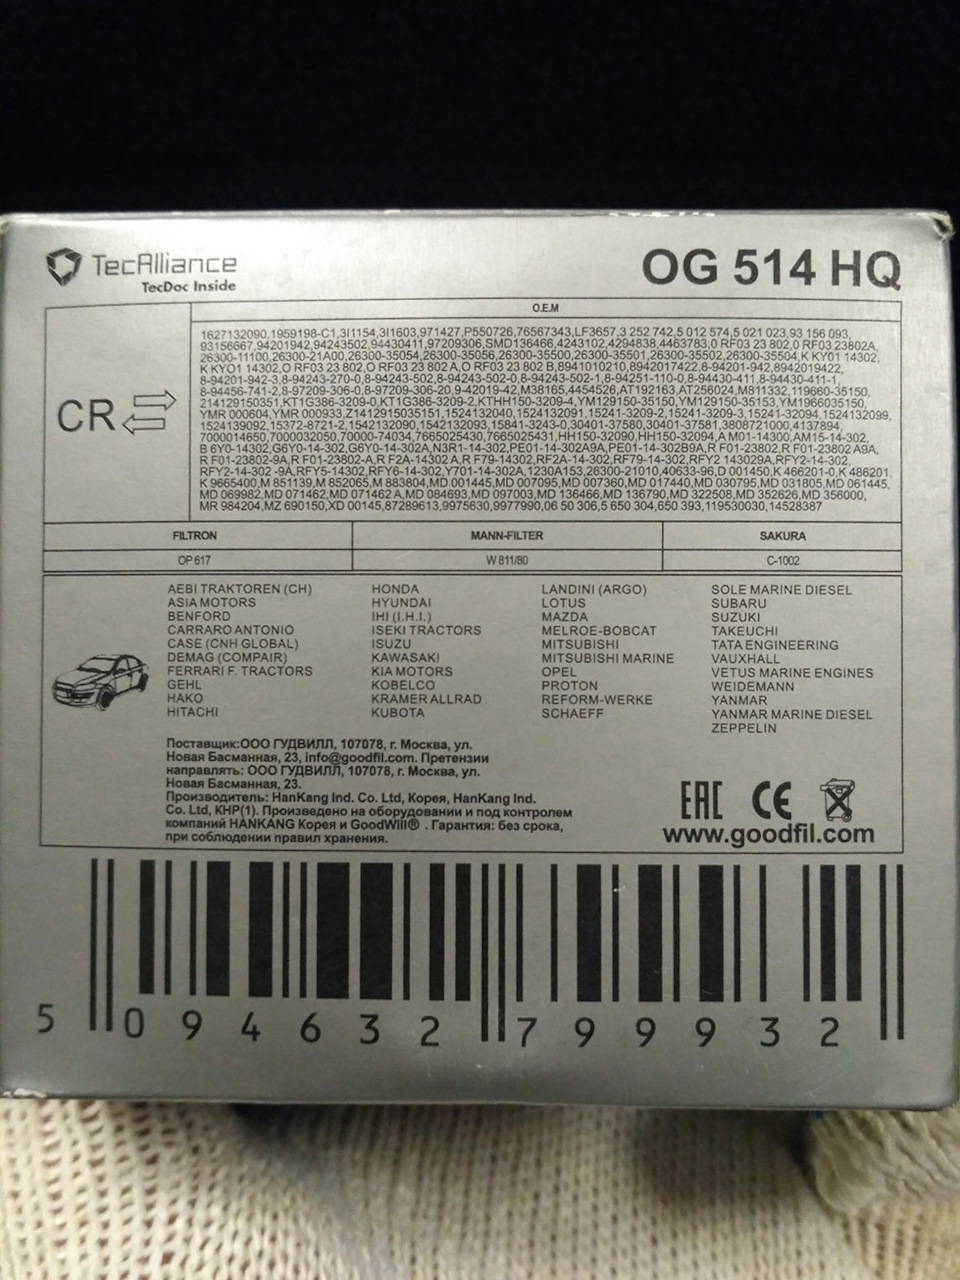 TecAlliance
TecDoc Inside
OG 514 HQ
O.E.M
CR
1627132090,1959198-C1,3I1154,3I1603,971427,P550726,76567343,LF3657,3 252 742,5 012 574,5 021 023,93 156 093,
93156667,94201942,94243502,94430411,97209306,SMD136466,4243102,4294838,4463783,0 RF03 23 802,0 RF03 23802A,
26300-11100,26300-21A00,26300-35054,26300-35056,26300-35500,26300-35501,26300-35502,26300-35504,K KY01 14302,
K KYO1 14302,O RF03 23 802,O RF03 23 802 A,O RF03 23 802 B,8941010210,8942017422,8-94201-942,8942019422,
8-94201-942-3,8-94243-270-0,8-94243-502,8-94243-502-0,8-94243-502-1,8-94251-110-0,8-94430-411,8-94430-411-1,
8-94456-741-2,8-97209-306-0,8-97209-306-20,9-42019-42,M38165,4454526,AT192163,AT256024,M811332,119660-35150,
214129150351,KT1G386-3209-0,KT1G386-3209-2,KTHH150-3209-4,YM129150-35150,YM129150-35153,YM1966035150,
YMR 000604,YMR 000933,Z1412915035151,1524132040,1524132091,15241-3209-2,15241-3209-3,15241-32094,1524132099,
1524139092,15372-8721-2,1542132090,1542132093,15841-3243-0,30401-37580,30401-37581,3808721000,4137894,
7000014650,7000032050,70000-74034,7665025430,7665025431,HH150-32090,HH150-32094,A M01-14300,AM15-14-302,
B 6Y0-14302,G6Y0-14-302,G6Y0-14-302A,N3R1-14-302,PE01-14-302A9A,PE01-14-302B9A,R F01-23802,R F01-23802 A9A,
R F01-23802-9A,R F01-23802-A,R F2A-14302 A,R F79-14302,RF2A-14-302,RF79-14-302,RFY2 143029A,RFY2-14-302,
RFY2-14-302 -9A,RFY5-14302,RFY6-14-302,Y701-14-302A,1230A153,26300-21010,40633-96,D 001450,K 466201-0,K 486201,
K 9665400,M 851139,M 852065,M 883804,MD 001445,MD 007095,MD 007360,MD 017440,MD 030795,MD 031805,MD 061445,
MD 069982,MD 071462,MD 071462 A,MD 084693,MD 097003,MD 136466,MD 136790,MD 322508,MD 352626,MD 356000,
MR 984204,MZ 690150,XD 00145,87289613,9975630,9977990,06 50 306,5 650 304,650 393,119530030,14528387
FILTRON MANN-FILTER SAKURA
OP 617 W 811/80 C-1002
AEBI TRAKTOREN (CH)
ASIA MOTORS
BENFORD
CARRARO ANTONIO
CASE (CNH GLOBAL)
DEMAG (COMPAIR)
FERRARI F. TRACTORS
GEHL
HAKO
HITACHI
HONDA
HYUNDAI
IHI (I.H.I.)
ISEKI TRACTORS
ISUZU
KAWASAKI
KIA MOTORS
KOBELCO
KRAMER ALLRAD
KUBOTA
LANDINI (ARGO)
LOTUS
MAZDA
MELROE-BOBCAT
MITSUBISHI
MITSUBISHI MARINE
OPEL
PROTON
REFORM-WERKE
SCHAEFF
SOLE MARINE DIESEL
SUBARU
SUZUKI
TAKEUCHI
TATA ENGINEERING
VAUXHALL
VETUS MARINE ENGINES
WEIDEMANN
YANMAR
YANMAR MARINE DIESEL
ZEPPELIN
Поставщик:ООО ГУДВИЛЛ, 107078, г. Москва, ул.
Новая Басманная, 23, info@goodfil.com. Претензии
направлять: ООО ГУДВИЛЛ, 107078, г. Москва, ул.
Новая Басманная, 23.
Производитель: HanKang Ind. Co. Ltd, Корея, HanKang Ind.
Co. Ltd, КНР(1). Произведено на оборудовании и под контролем
компаний HANKANG Корея и GoodWill® . Гарантия: без срока,
при соблюдении правил хранения.
EAC CE
www.goodfil.com
5 094632 799932